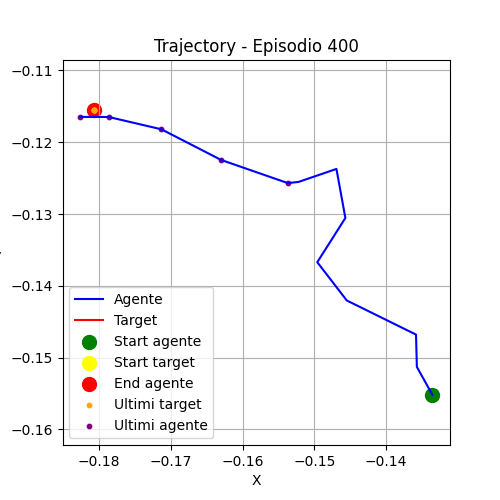 Trajectory - Episodio 400
−0.11
−0.12
−0.13
−0.14
−0.15
−0.16
Agente
Target
Start agente
Start target
End agente
Ultimi target
Ultimi agente
−0.18
−0.17
−0.16
−0.15
−0.14
X